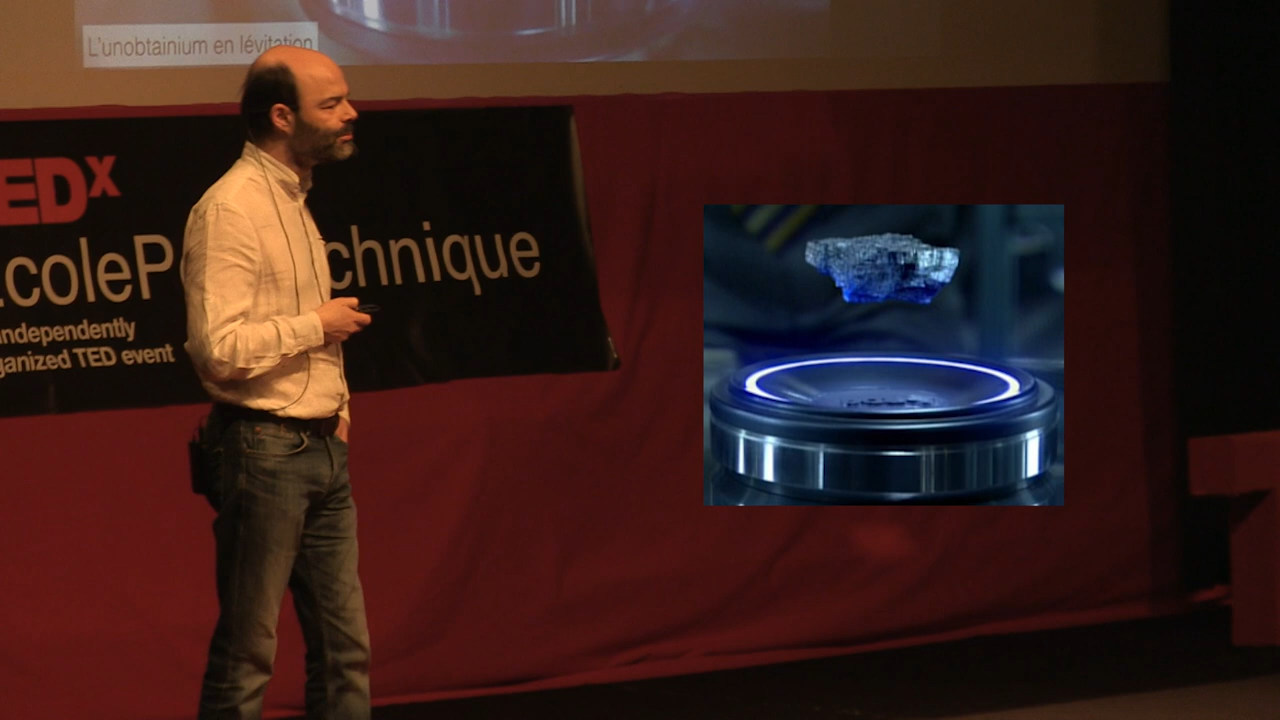 L'unobtainium en lévitation
EDx
coleP chnique
independently
ganized TED event